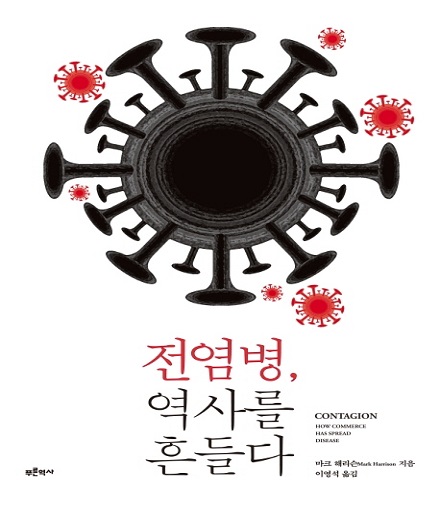 전염병,
역사를
흔들다
CONTAGION
HOW COMMERCE
HAS SPREAD
DISEASE
마크 해리슨Mark Harrison 지음
이영석 옮김
푸른역사